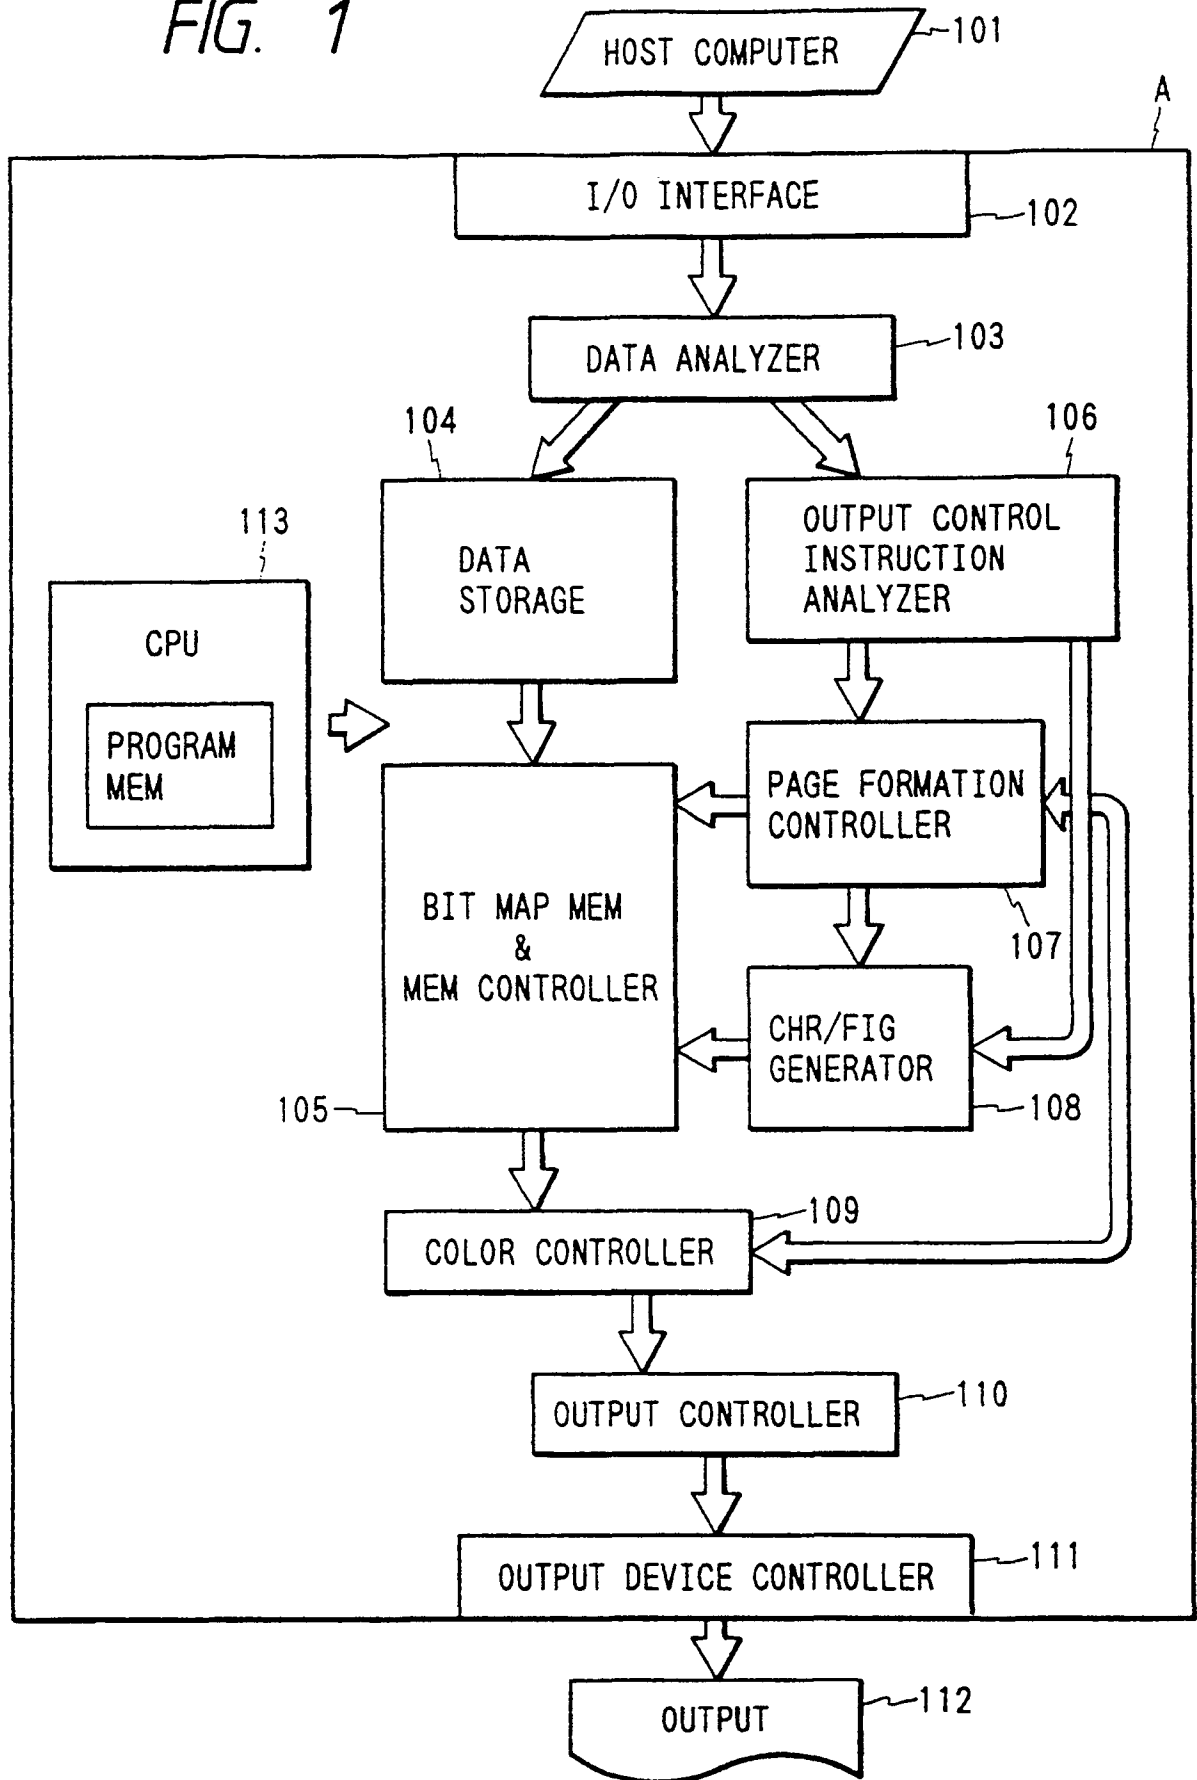 FIG. 1
HOST COMPUTER
101
A
I/O INTERFACE
102
DATA ANALYZER
103
104
106
DATA
STORAGE
OUTPUT CONTROL
INSTRUCTION
ANALYZER
113
CPU
PROGRAM
MEM
PAGE FORMATION
CONTROLLER
107
BIT MAP MEM
&
MEM CONTROLLER
105
CHR/FIG
GENERATOR
108
109
COLOR CONTROLLER
OUTPUT CONTROLLER
110
OUTPUT DEVICE CONTROLLER
111
OUTPUT
112